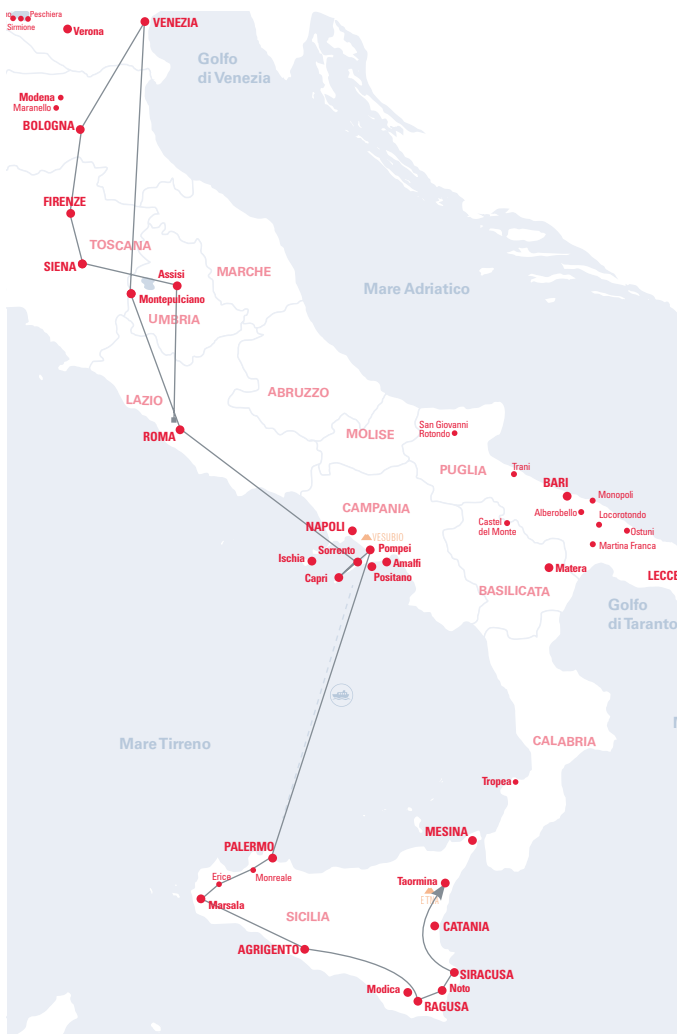 Peschiera
Sirmione
Verona
VENEZIA
Golfo
di Venezia
Modena
Maranello
BOLOGNA
FIRENZE
TOSCANA
SIENA
Assisi
MARCHE
Mare Adriatico
Montepulciano
UMBRIA
LAZIO
ABRUZZO
ROMA
MOLISE
San Giovanni
Rotondo
PUGLIA
Trani
BARI
Monopoli
CAMPANIA
Alberobello
Locorotondo
NAPOLI
VESUBIO
Castel
del Monte
Ostuni
Martina Franca
Sorrento
Pompei
Ischia
Amalfi
Capri
Positano
Matera
LECCE
BASILICATA
Golfo
di Taranto
Mare Tirreno
CALABRIA
Tropea
MESINA
PALERMO
Erice
Monreale
Taormina
ETNA
Marsala
SICILIA
CATANIA
AGRIGENTO
SIRACUSA
Modica
Noto
RAGUSA